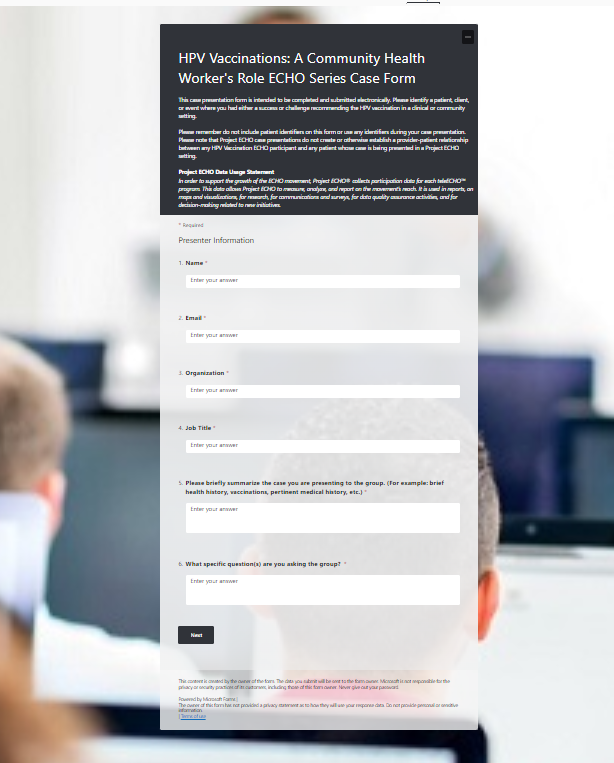 HPV Vaccinations: A Community Health
Worker's Role ECHO Series Case Form
This case presentation form is intended to be completed and submitted electronically. Please identify a patient, client,
or event where you had either a success or challenge recommending the HPV vaccination in a clinical or community
setting.
Please remember do not include patient identifiers on this form or use any identifiers during your case presentation.
Please note that Project ECHO case presentations do not create or otherwise establish a provider-patient relationship
between any HPV Vaccination ECHO participant and any patient whose case is being presented in a Project ECHO
setting.
Project ECHO Data Usage Statement
In order to support the growth of the ECHO movement, Project ECHO® collects participation data for each teleECHO™
program. This data allows Project ECHO to measure, analyze, and report on the movement's reach. It is used in reports, on
maps and visualizations, for research, for communications and surveys, for data quality assurance activities, and for
decision-making related to new initiatives.
* Required
Presenter Information
1. Name *
Enter your answer
2. Email *
Enter your answer
3. Organization *
Enter your answer
4. Job Title *
Enter your answer
5. Please briefly summarize the case you are presenting to the group. (For example: brief
health history, vaccinations, pertinent medical history, etc.) *
Enter your answer
6. What specific question(s) are you asking the group? *
Enter your answer
Next
This content is created by the owner of the form. The data you submit will be sent to the form owner. Microsoft is not responsible for the
privacy or security practices of its customers, including those of this form owner. Never give out your password.
Powered by Microsoft Forms |
The owner of this form has not provided a privacy statement as to how they will use your response data. Do not provide personal or sensitive
information.
| Terms of use